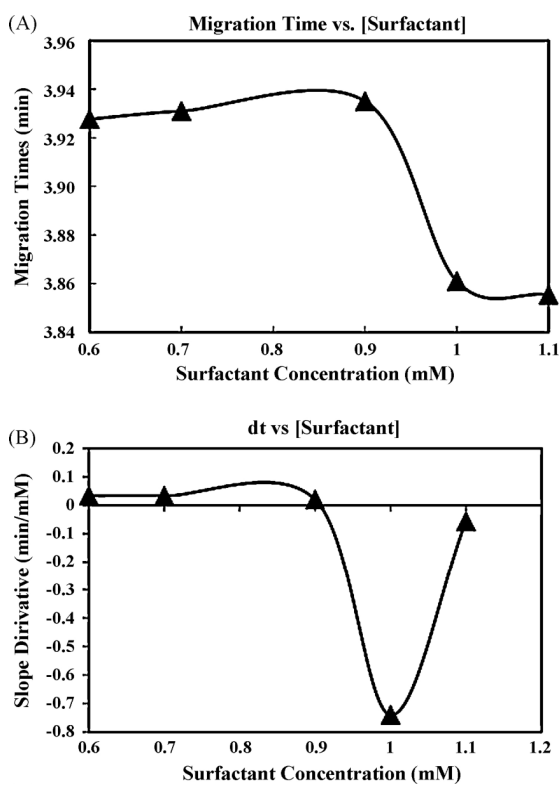 (A)
Migration Time vs. [Surfactant]
3.96
3.94
3.92
3.90
3.88
3.86
3.84
Migration Times (min)
0.6 0.7 0.8 0.9 1 1.1
Surfactant Concentration (mM)
(B)
dt vs [Surfactant]
0.2
0.1
0
-0.1
-0.2
-0.3
-0.4
-0.5
-0.6
-0.7
-0.8
Slope Dirivative (min/mM)
0.6 0.7 0.8 0.9 1 1.1 1.2
Surfactant Concentration (mM)